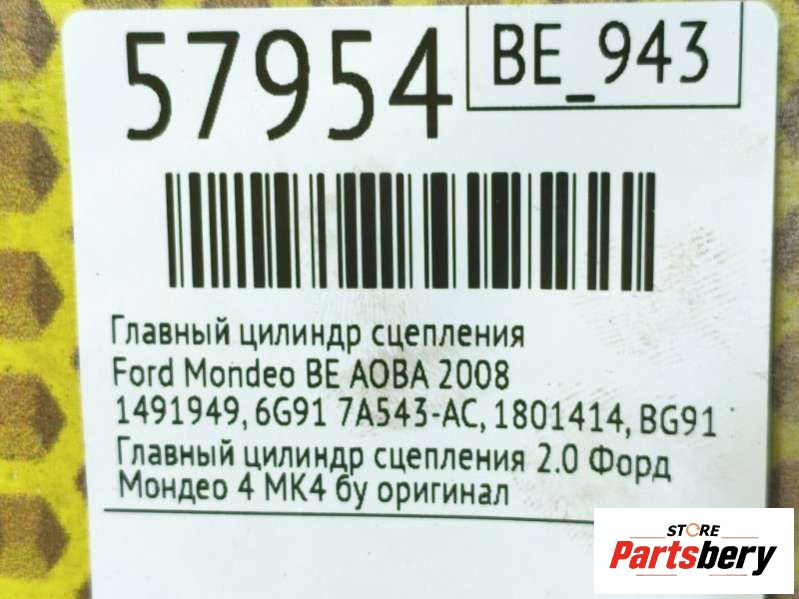 57954
BE_943
Главный цилиндр сцепления
Ford Mondeo BE AOBA 2008
1491949, 6G91 7A543-AC, 1801414, BG91
Главный цилиндр сцепления 2.0 Форд
Мондео 4 MK4 бу оригинал
STORE
Partsbery